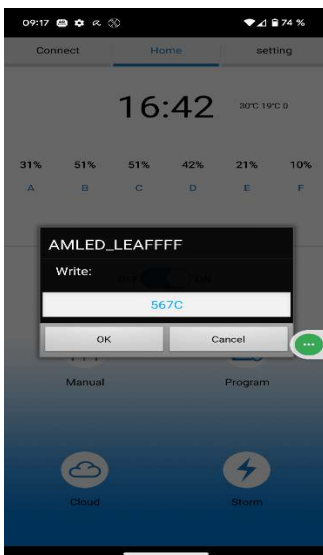 09:17 74 %
Connect Home setting
16:42 30℃ 19℃ 0
31% 51% 51% 42% 21% 10%
A B C D E F
AMLED_LEAFFFF
Write:
567C
OK Cancel
Manual Program
Cloud Storm